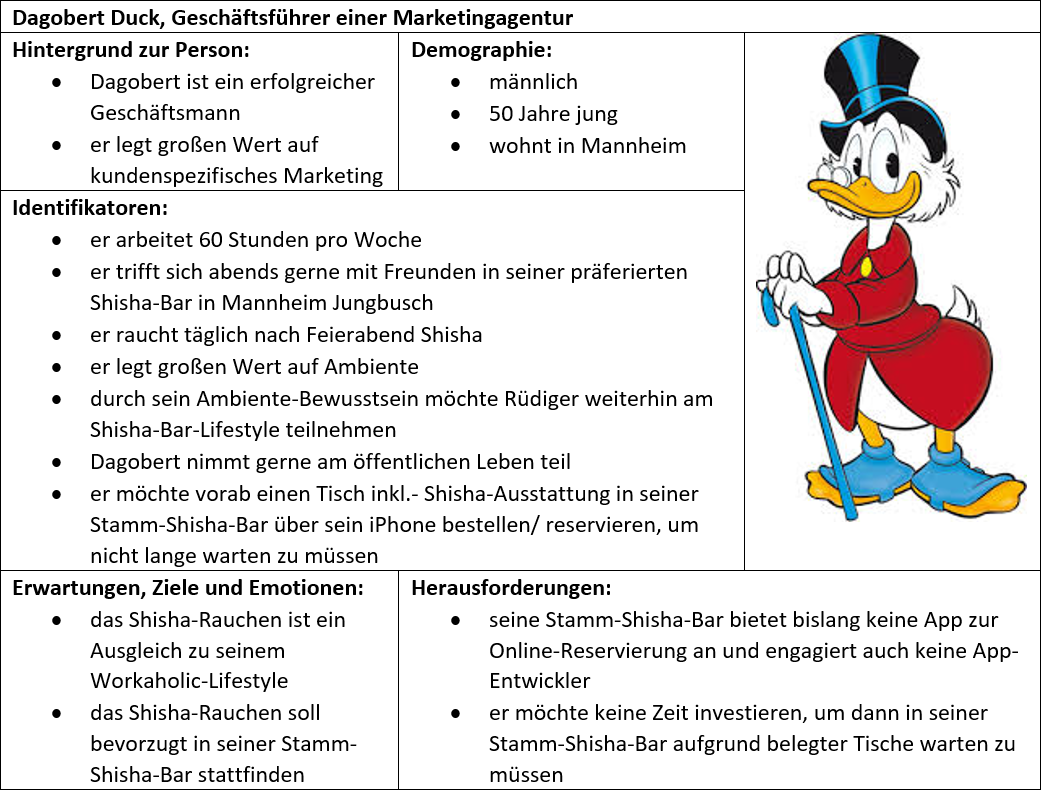 Dagobert Duck, Geschäftsführer einer Marketingagentur
Hintergrund zur Person:
• Dagobert ist ein erfolgreicher
Geschäftsmann
• er legt großen Wert auf
kundenspezifisches Marketing
Demographie:
• männlich
• 50 Jahre jung
• wohnt in Mannheim
Identifikatoren:
• er arbeitet 60 Stunden pro Woche
• er trifft sich abends gerne mit Freunden in seiner präferierten
Shisha-Bar in Mannheim Jungbusch
• er raucht täglich nach Feierabend Shisha
• er legt großen Wert auf Ambiente
• durch sein Ambiente-Bewusstsein möchte Rüdiger weiterhin am
Shisha-Bar-Lifestyle teilnehmen
• Dagobert nimmt gerne am öffentlichen Leben teil
• er möchte vorab einen Tisch inkl.- Shisha-Ausstattung in seiner
Stamm-Shisha-Bar über sein iPhone bestellen/ reservieren, um
nicht lange warten zu müssen
Erwartungen, Ziele und Emotionen:
• das Shisha-Rauchen ist ein
Ausgleich zu seinem
Workaholic-Lifestyle
• das Shisha-Rauchen soll
bevorzugt in seiner Stamm-
Shisha-Bar stattfinden
Herausforderungen:
• seine Stamm-Shisha-Bar bietet bislang keine App zur
Online-Reservierung an und engagiert auch keine App-
Entwickler
• er möchte keine Zeit investieren, um dann in seiner
Stamm-Shisha-Bar aufgrund belegter Tische warten zu
müssen